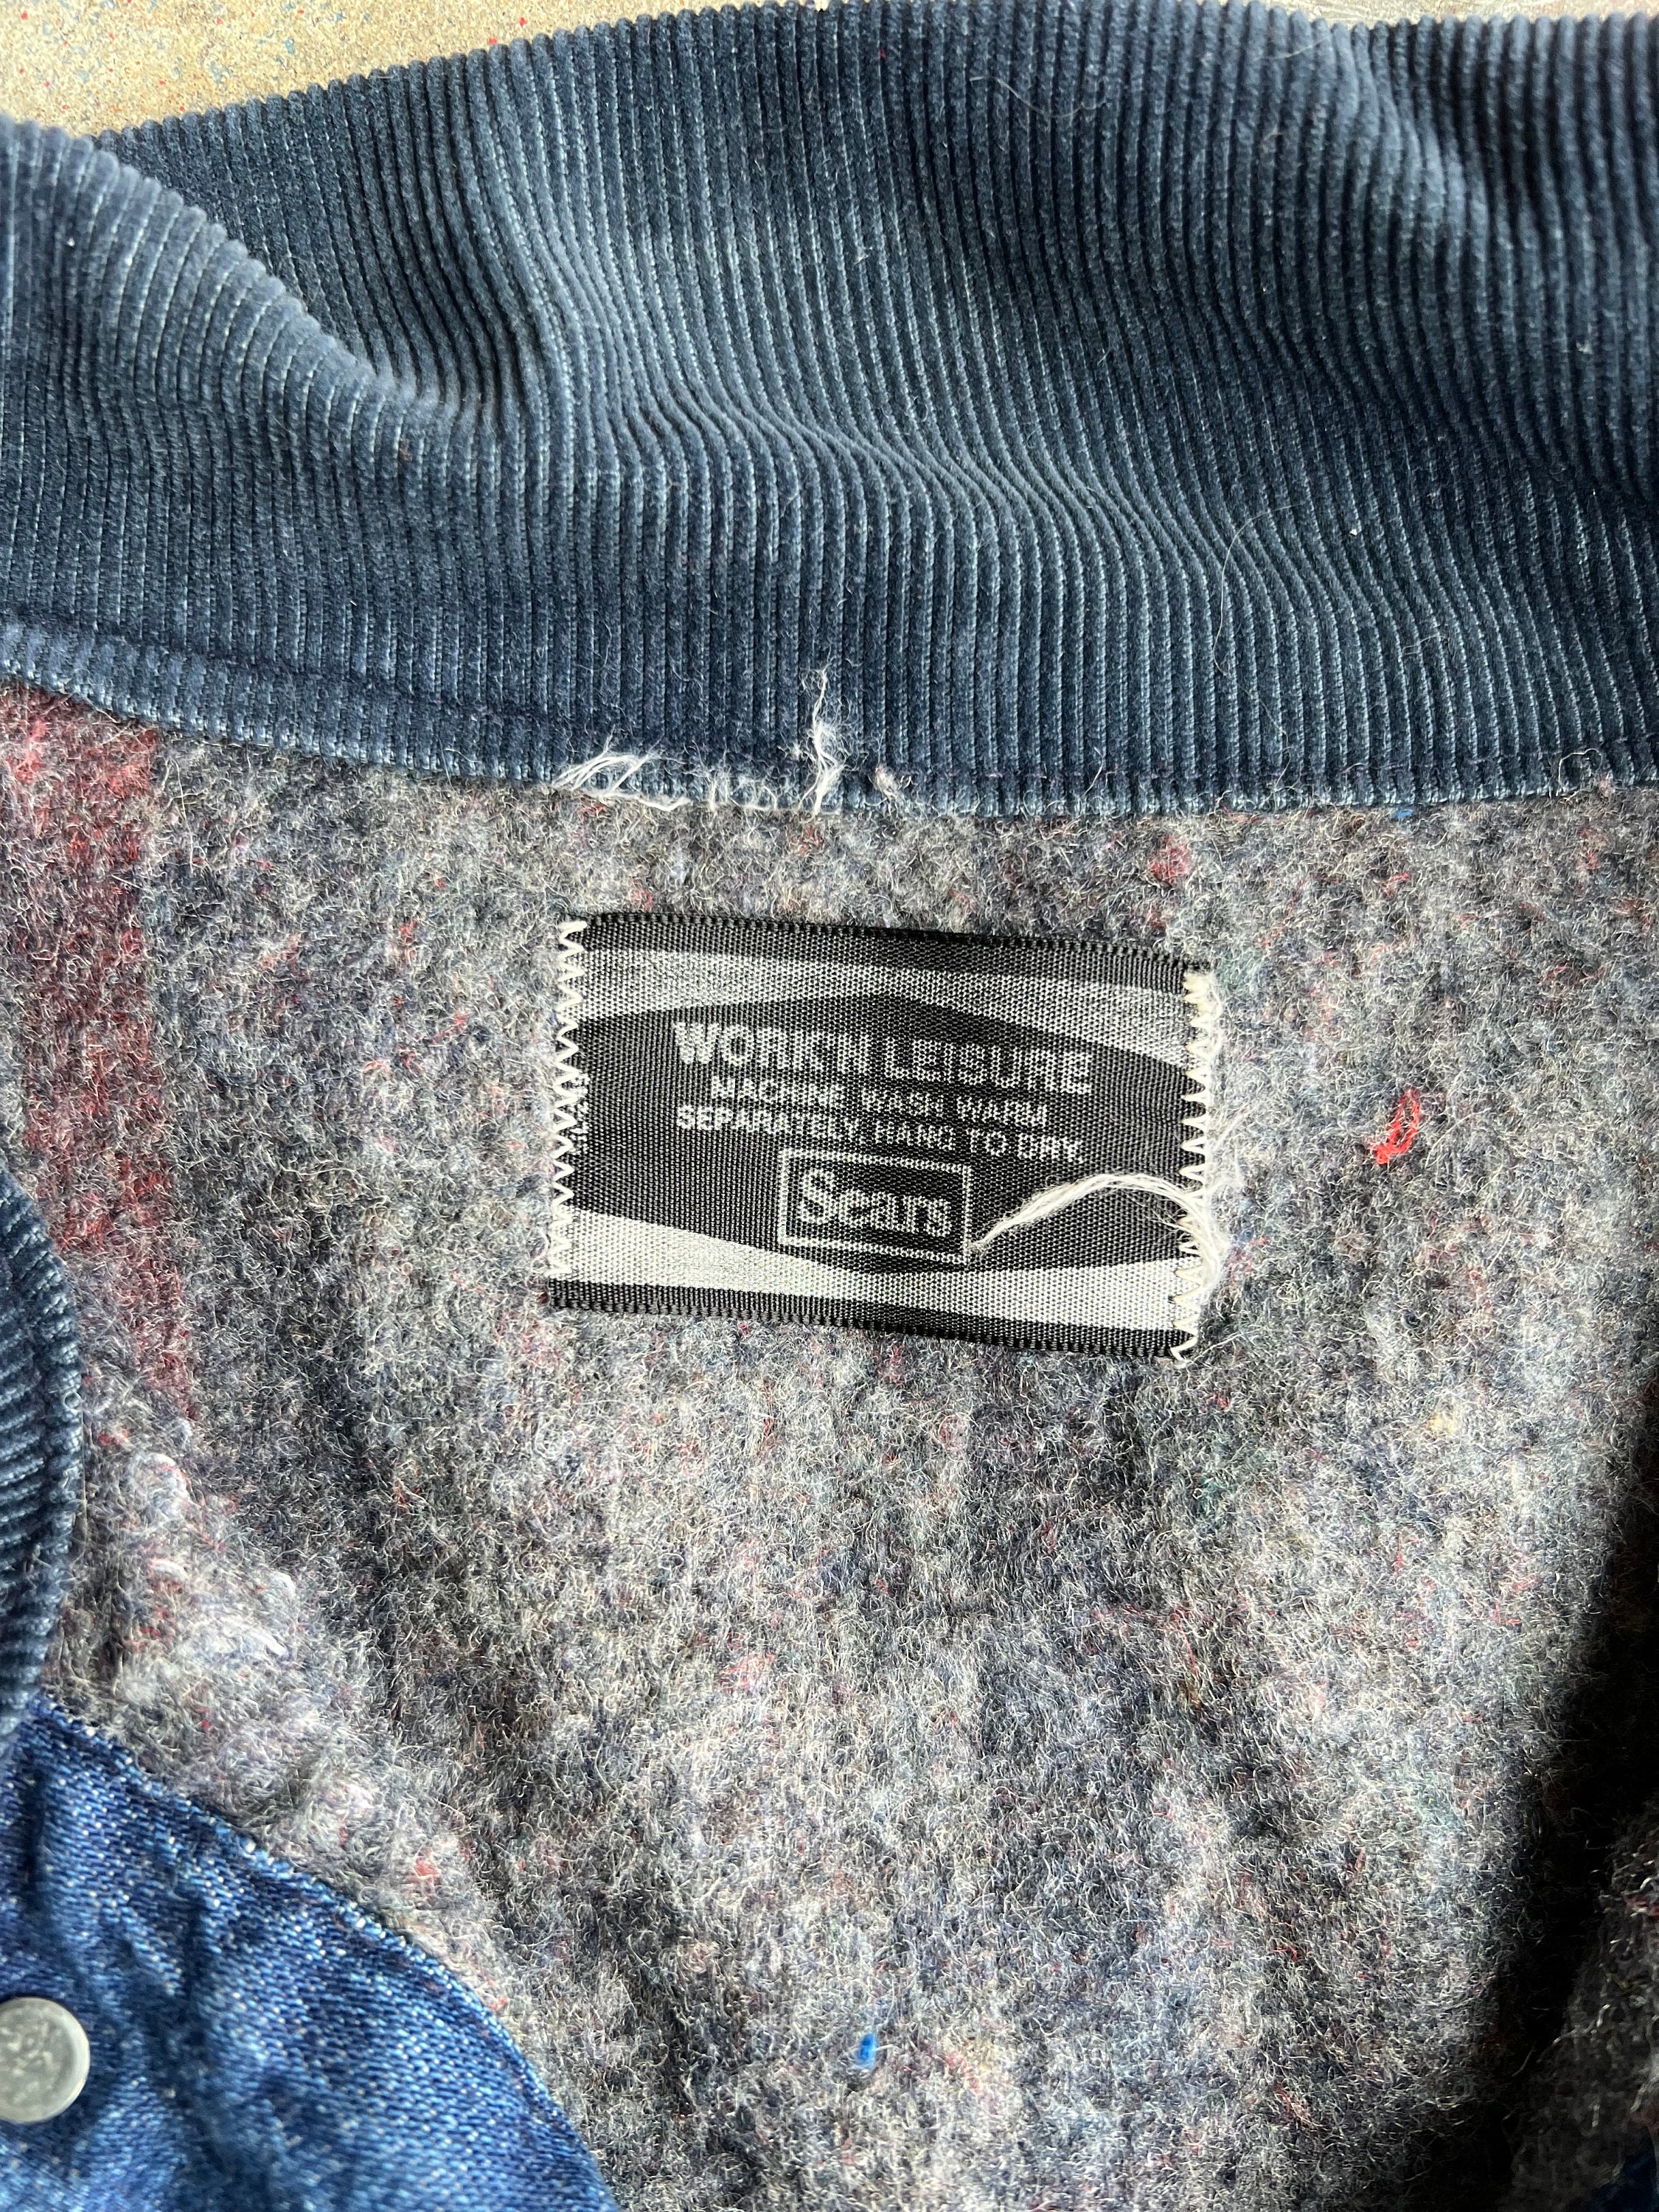 WORK'N LEISURE
MACHINE WASH WARM
SEPARATELY, HANG TO DRY.
Sears